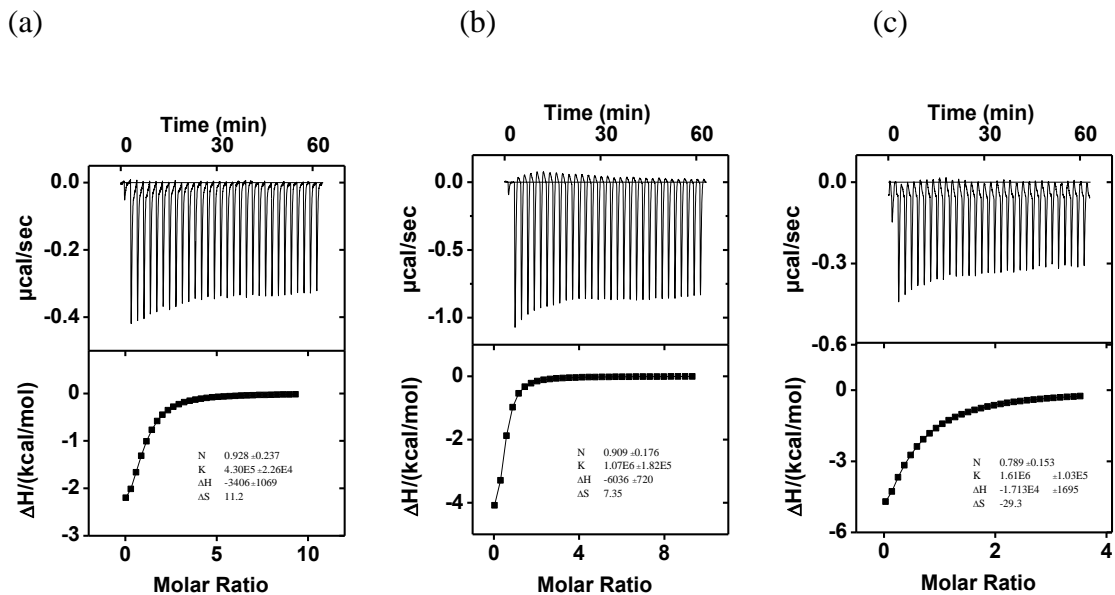 (a)
(b)
(c)
Time (min)
0 30 60
0.0
-0.2
-0.4
µcal/sec
0
-1
-2
-3
ΔH/(kcal/mol)
N 0.928 ±0.237
K 4.30E5 ±2.26E4
ΔH -3406 ±1069
ΔS 11.2
0 5 10
Molar Ratio
Time (min)
0 30 60
0.0
-0.5
-1.0
µcal/sec
0
-2
-4
ΔH/(kcal/mol)
N 0.909 ±0.176
K 1.07E6 ±1.82E5
ΔH -6036 ±720
ΔS 7.35
0 4 8
Molar Ratio
Time (min)
0 30 60
0.0
-0.3
-0.6
µcal/sec
0
-3
-6
ΔH/(kcal/mol)
N 0.789 ±0.153
K 1.61E6 ±1.03E5
ΔH -1.713E4 ±1695
ΔS -29.3
0 2 4
Molar Ratio